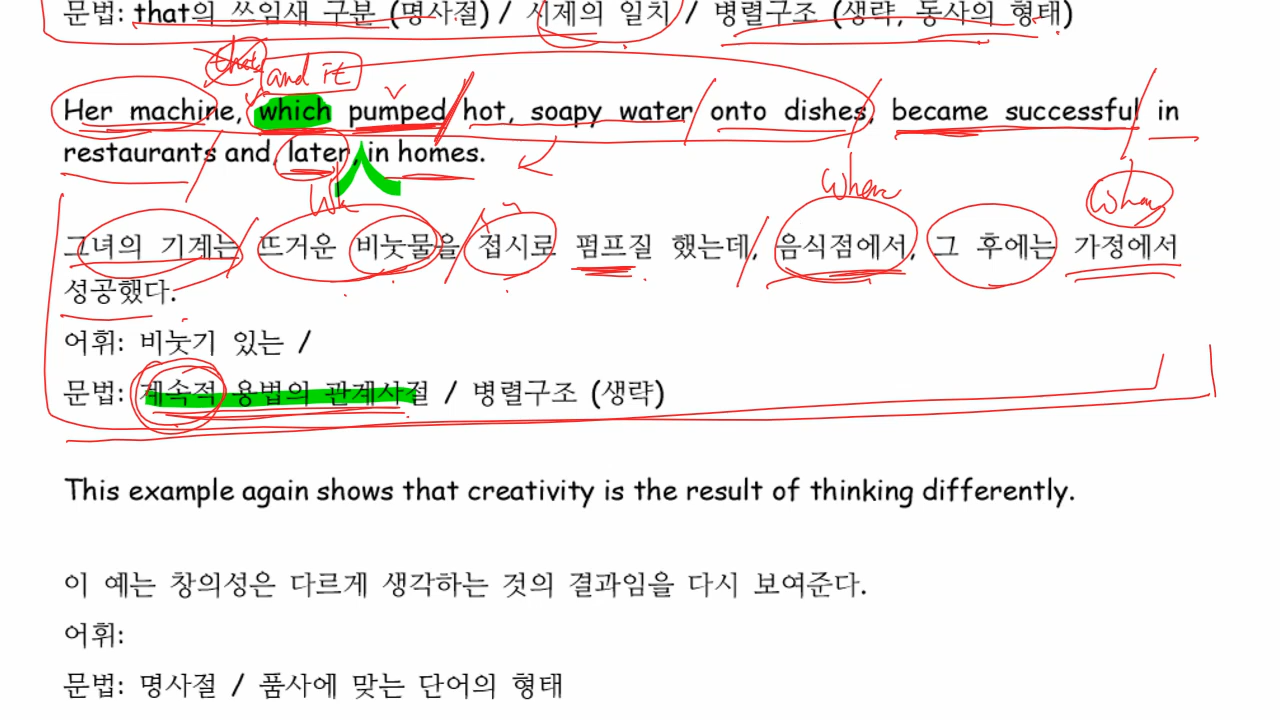 문법: that의 쓰임새 구분 (명사절) / 시제의 일치 / 병렬구조 (생략, 동사의 형태)
that
and it
Her machine, which pumped hot, soapy water onto dishes, became successful in
restaurants and later, in homes.
where
그녀의 기계는 뜨거운 비눗물을 접시로 펌프질 했는데, 음식점에서, 그 후에는 가정에서
성공했다.
어휘: 비눗기 있는 /
문법: 계속적 용법의 관계사절 / 병렬구조 (생략)
This example again shows that creativity is the result of thinking differently.
이 예는 창의성은 다르게 생각하는 것의 결과임을 다시 보여준다.
어휘:
문법: 명사절 / 품사에 맞는 단어의 형태